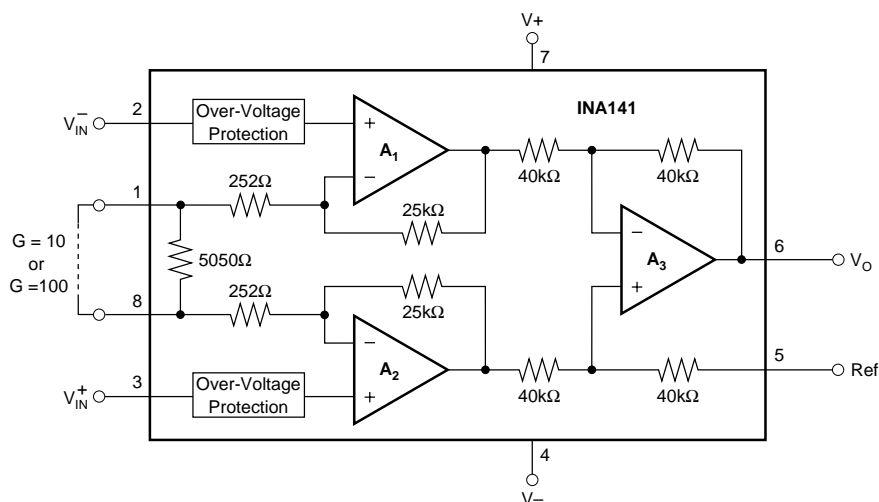 V+
7
INA141
2
V−IN
Over-Voltage
Protection
+
A1
−
40kΩ
40kΩ
1
252Ω
25kΩ
G = 10
or
G =100
5050Ω
−
A3
+
6
VO
8
252Ω
25kΩ
−
A2
+
40kΩ
40kΩ
5
Ref
3
V+IN
Over-Voltage
Protection
4
V−